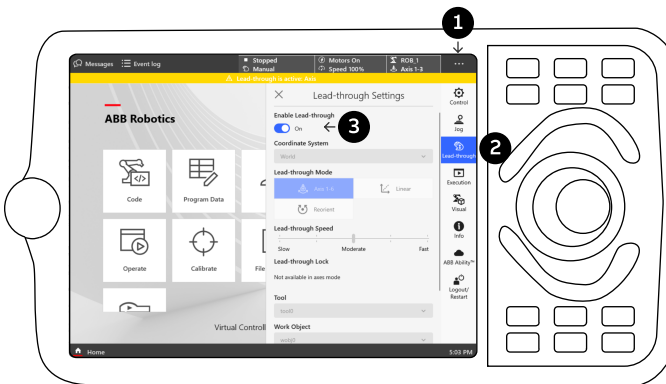 1
Messages
Event log
Stopped
Manual
Motors On
Speed 100%
ROB_1
Axis 1-3
Lead-through is active: Axis
ABB Robotics
Code
Program Data
Operate
Calibrate
File
Virtual Controll
Lead-through Settings
Enable Lead-through
On
3
Coordinate System
World
Lead-through Mode
Axis 1-6
Linear
Reorient
Lead-through Speed
Slow
Moderate
Fast
Lead-through Lock
Not available in axes mode
Tool
tool0
Work Object
wobj0
Control
Jog
Lead-through
2
Execution
Visual
Info
ABB Ability™
Logout/
Restart
Home
5:03 PM